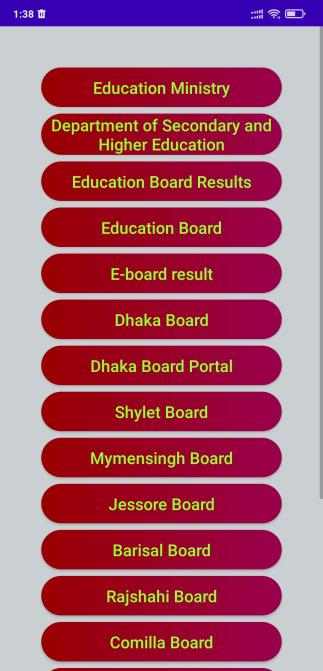 1:38
Education Ministry
Department of Secondary and
Higher Education
Education Board Results
Education Board
E-board result
Dhaka Board
Dhaka Board Portal
Shylet Board
Mymensingh Board
Jessore Board
Barisal Board
Rajshahi Board
Comilla Board